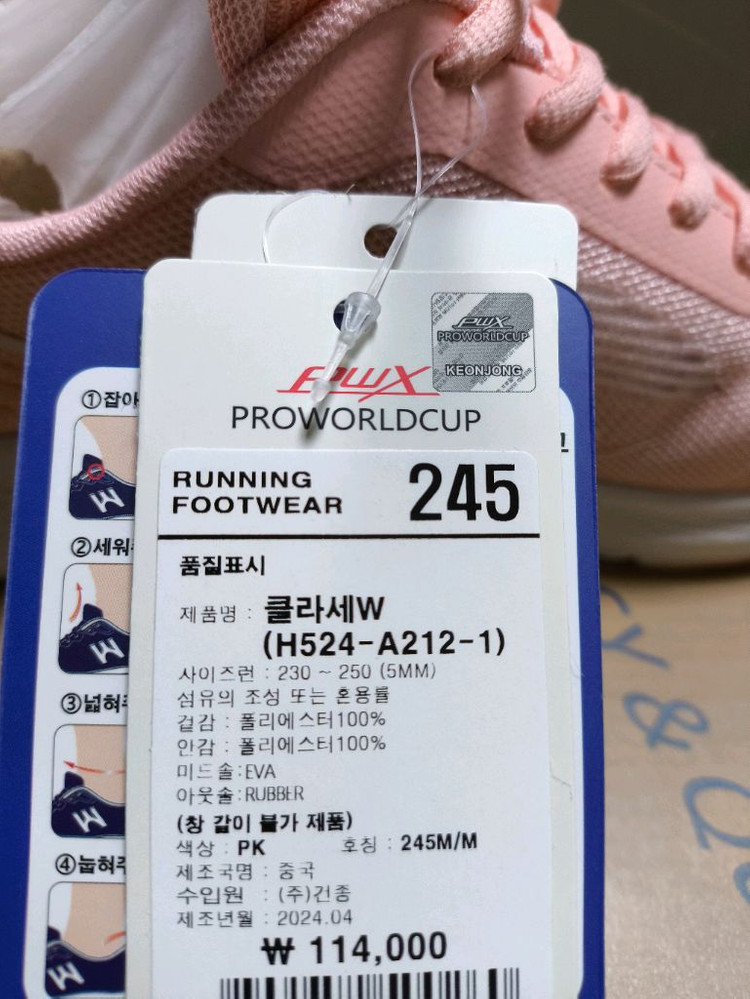 PWX
PROWORLDCUP
KEONJONG
PWX
PROWORLDCUP
RUNNING
FOOTWEAR
245
품질표시
제품명 : 클라세W
(H524-A212-1)
사이즈런 : 230 ~ 250 (5MM)
섬유의 조성 또는 혼용률
겉감 : 폴리에스터100%
안감 : 폴리에스터100%
미드솔:EVA
아웃솔:RUBBER
(창 갈이 불가 제품)
색상 : PK 호칭 : 245M/M
제조국명 : 중국
수입원 : (주)건종
제조년월 : 2024.04
₩ 114,000
①잡아
②세워
③넓혀
④눕혀
&